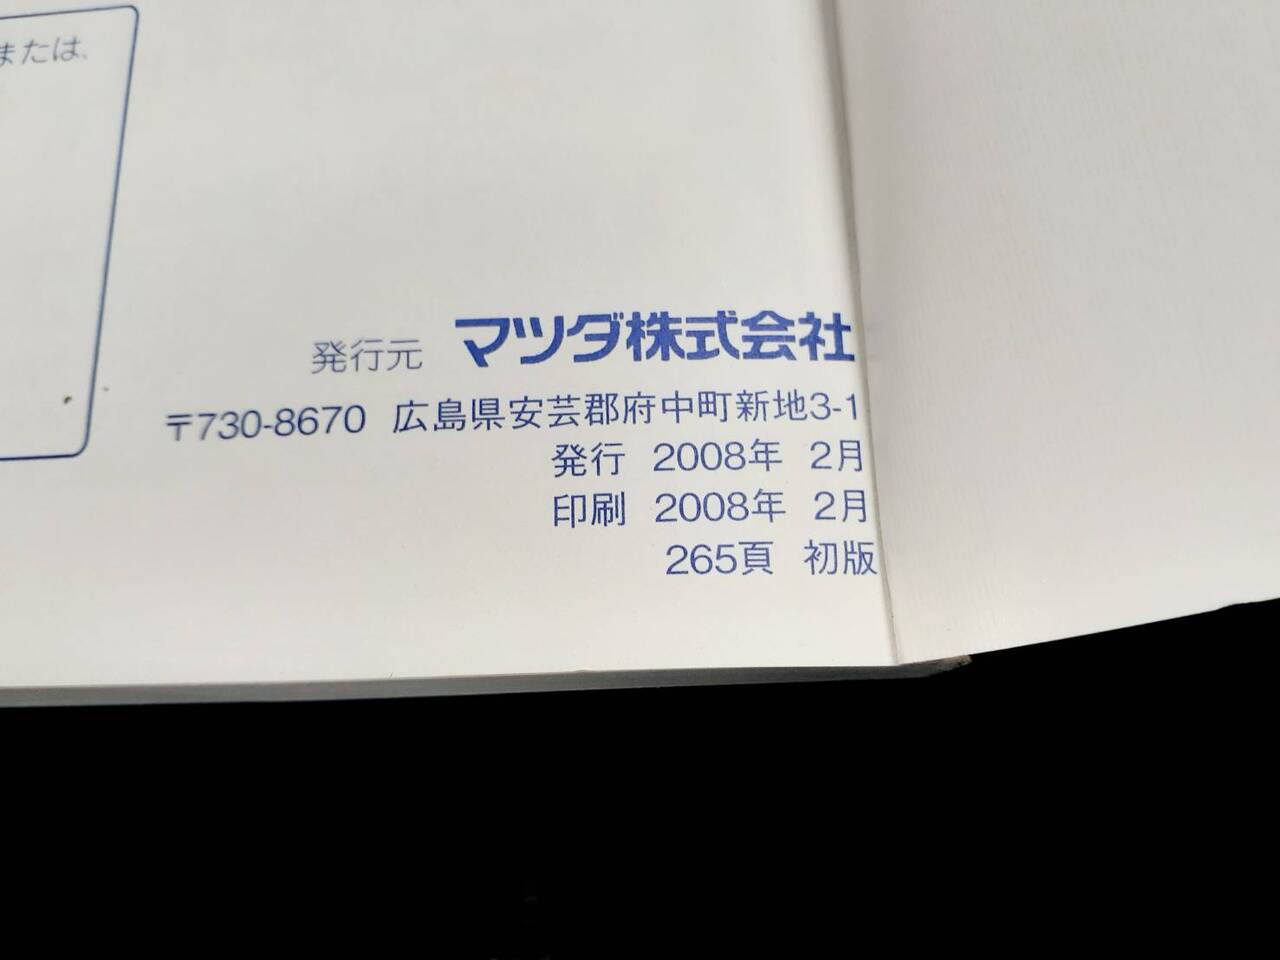 または、
発行元 マツダ株式会社
〒730-8670 広島県安芸郡府中町新地3-1
発行 2008年 2月
印刷 2008年 2月
265頁 初版